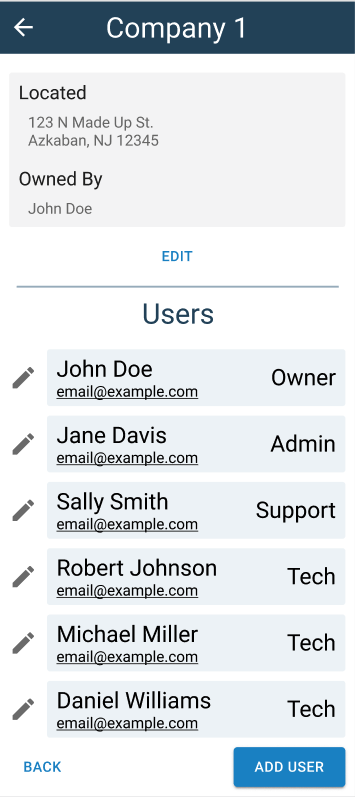 Company 1
Located
123 N Made Up St.
Azkaban, NJ 12345
Owned By
John Doe
EDIT
Users
John Doe
email@example.com
Owner
Jane Davis
email@example.com
Admin
Sally Smith
email@example.com
Support
Robert Johnson
email@example.com
Tech
Michael Miller
email@example.com
Tech
Daniel Williams
email@example.com
Tech
BACK
ADD USER